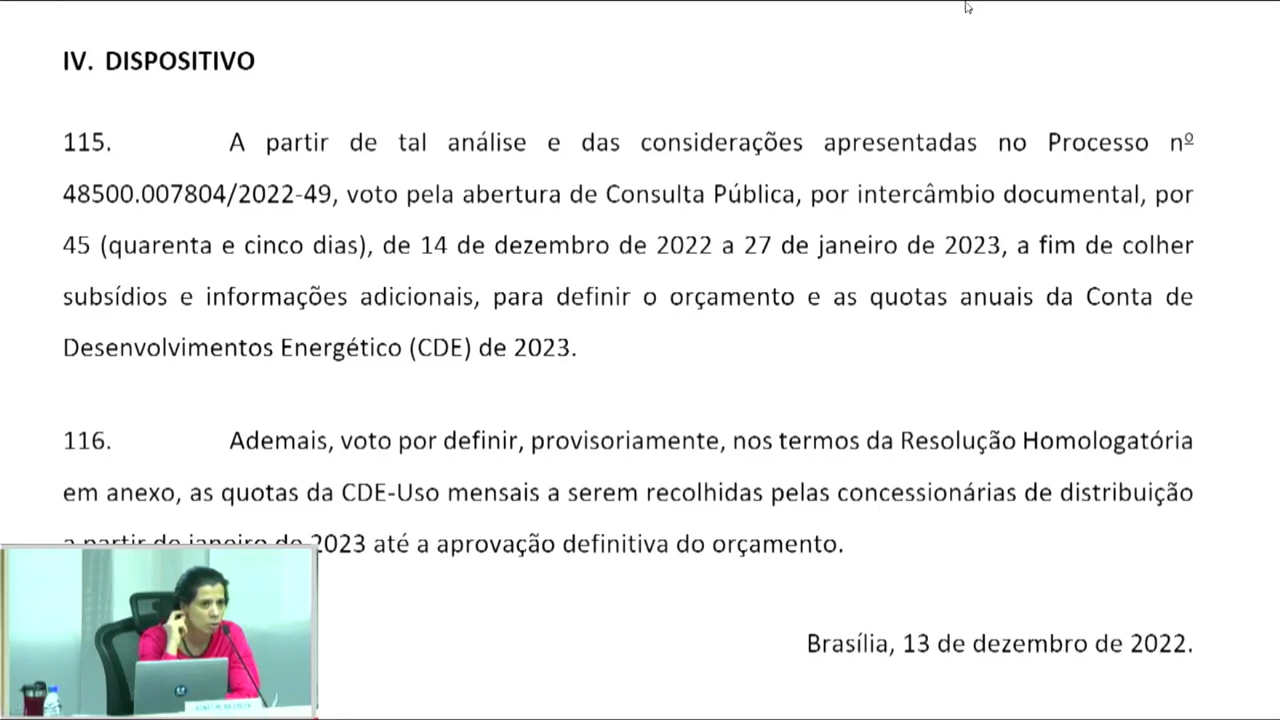 IV. DISPOSITIVO
115. A partir de tal análise e das considerações apresentadas no Processo nº
48500.007804/2022-49, voto pela abertura de Consulta Pública, por intercâmbio documental, por
45 (quarenta e cinco dias), de 14 de dezembro de 2022 a 27 de janeiro de 2023, a fim de colher
subsídios e informações adicionais, para definir o orçamento e as quotas anuais da Conta de
Desenvolvimentos Energético (CDE) de 2023.
116. Ademais, voto por definir, provisoriamente, nos termos da Resolução Homologatória
em anexo, as quotas da CDE-Uso mensais a serem recolhidas pelas concessionárias de distribuição
a partir de janeiro de 2023 até a aprovação definitiva do orçamento.
Brasília, 13 de dezembro de 2022.